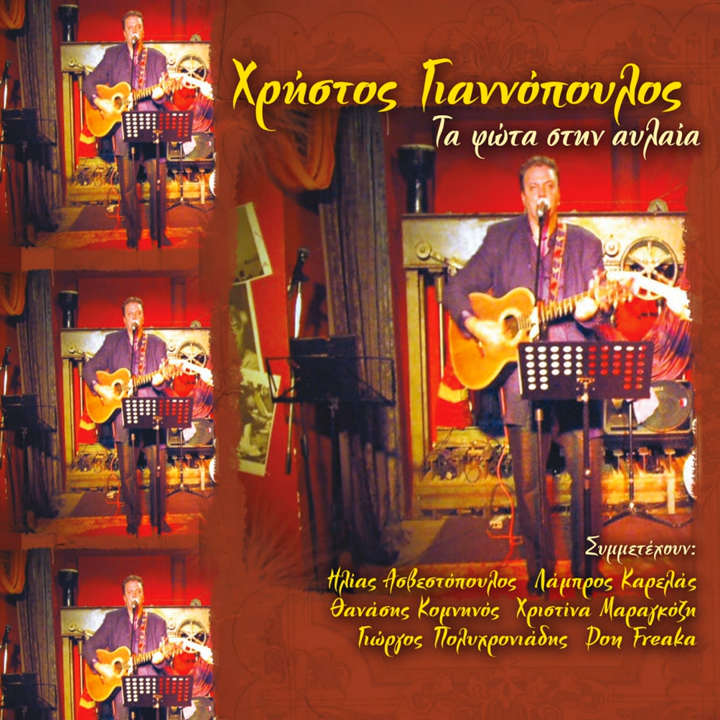 Χρήστος Γιαννόπουλος
Τα φώτα στην αυλαία
Συμμετέχουν:
Ηλίας Ασβεστόπουλος Λάμπρος Καρελάς
Θανάσης Κομνηνός Χριστίνα Μαραγκόζη
Γιώργος Πολυχρονιάδης Don Freaka